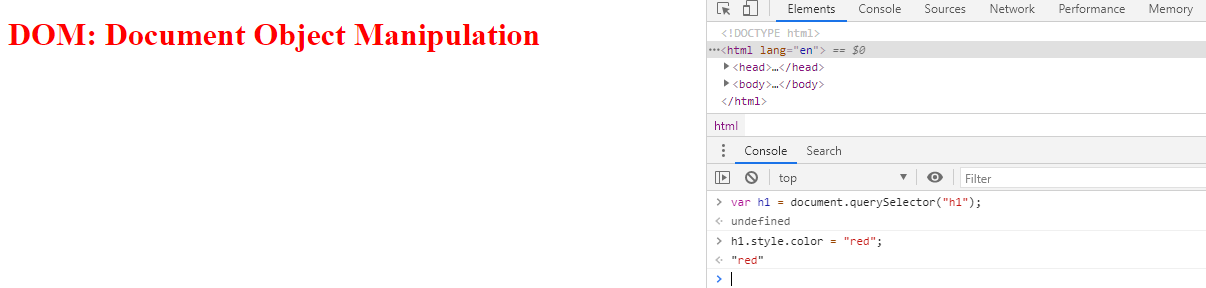 DOM: Document Object Manipulation
Elements Console Sources Network Performance Memory
<!DOCTYPE html>
…<html lang="en"> == $0
<head>…</head>
<body>…</body>
</html>
html
Console Search
top Filter
> var h1 = document.querySelector("h1");
<· undefined
> h1.style.color = "red";
<· "red"
>